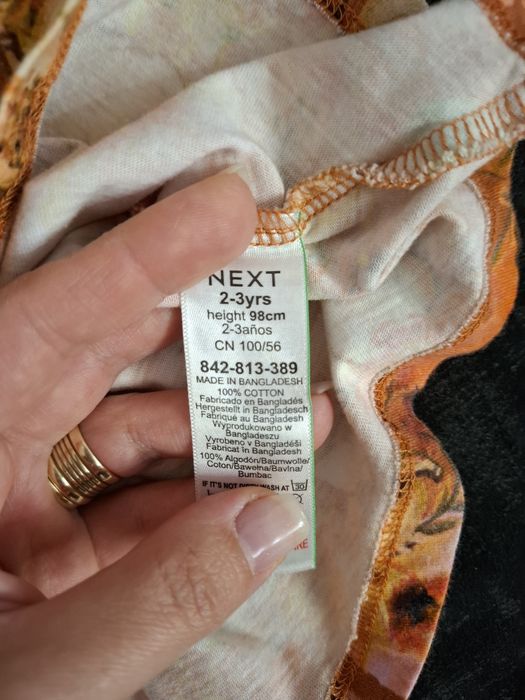 NEXT
2-3yrs
height 98cm
2-3años
CN 100/56
842-813-389
MADE IN BANGLADESH
100% COTTON
Fabricado en Bangladés
Hergestellt in Bangladesch
Fabriqué au Bangladesh
Wyprodukowano w
Bangladeszu
Vyrobeno v Bangladéši
Fabricat în Bangladesh
100% Algodón/Baumwolle/
Coton/Bawełna/Bavlna/
Bumbac
IF IT'S NOT DIRTY WASH AT 30